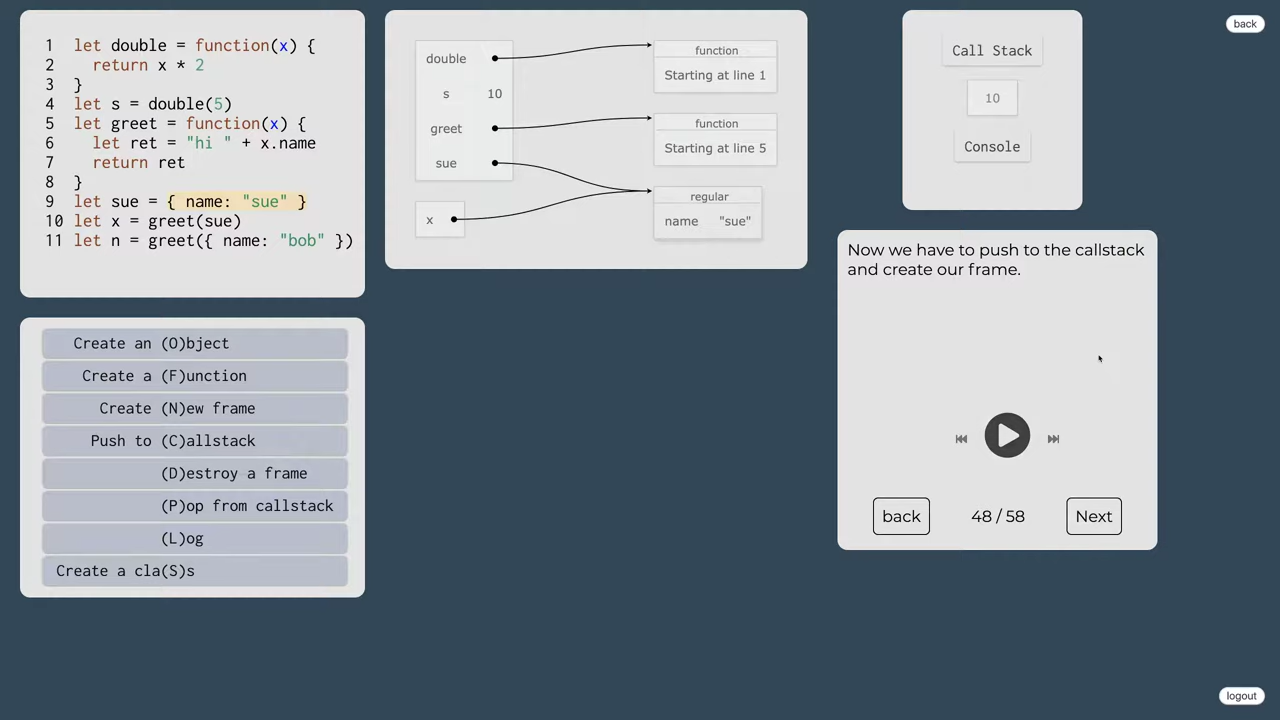 1 let double = function(x) {
2 return x * 2
3 }
4 let s = double(5)
5 let greet = function(x) {
6 let ret = "hi " + x.name
7 return ret
8 }
9 let sue = { name: "sue" }
10 let x = greet(sue)
11 let n = greet({ name: "bob" })
Create an (O)bject
Create a (F)unction
Create (N)ew frame
Push to (C)allstack
(D)estroy a frame
(P)op from callstack
(L)og
Create a cla(S)s
double
s 10
greet
sue
x
function
Starting at line 1
function
Starting at line 5
regular
name "sue"
Call Stack
10
Console
back
Now we have to push to the callstack
and create our frame.
back 48 / 58 Next
logout